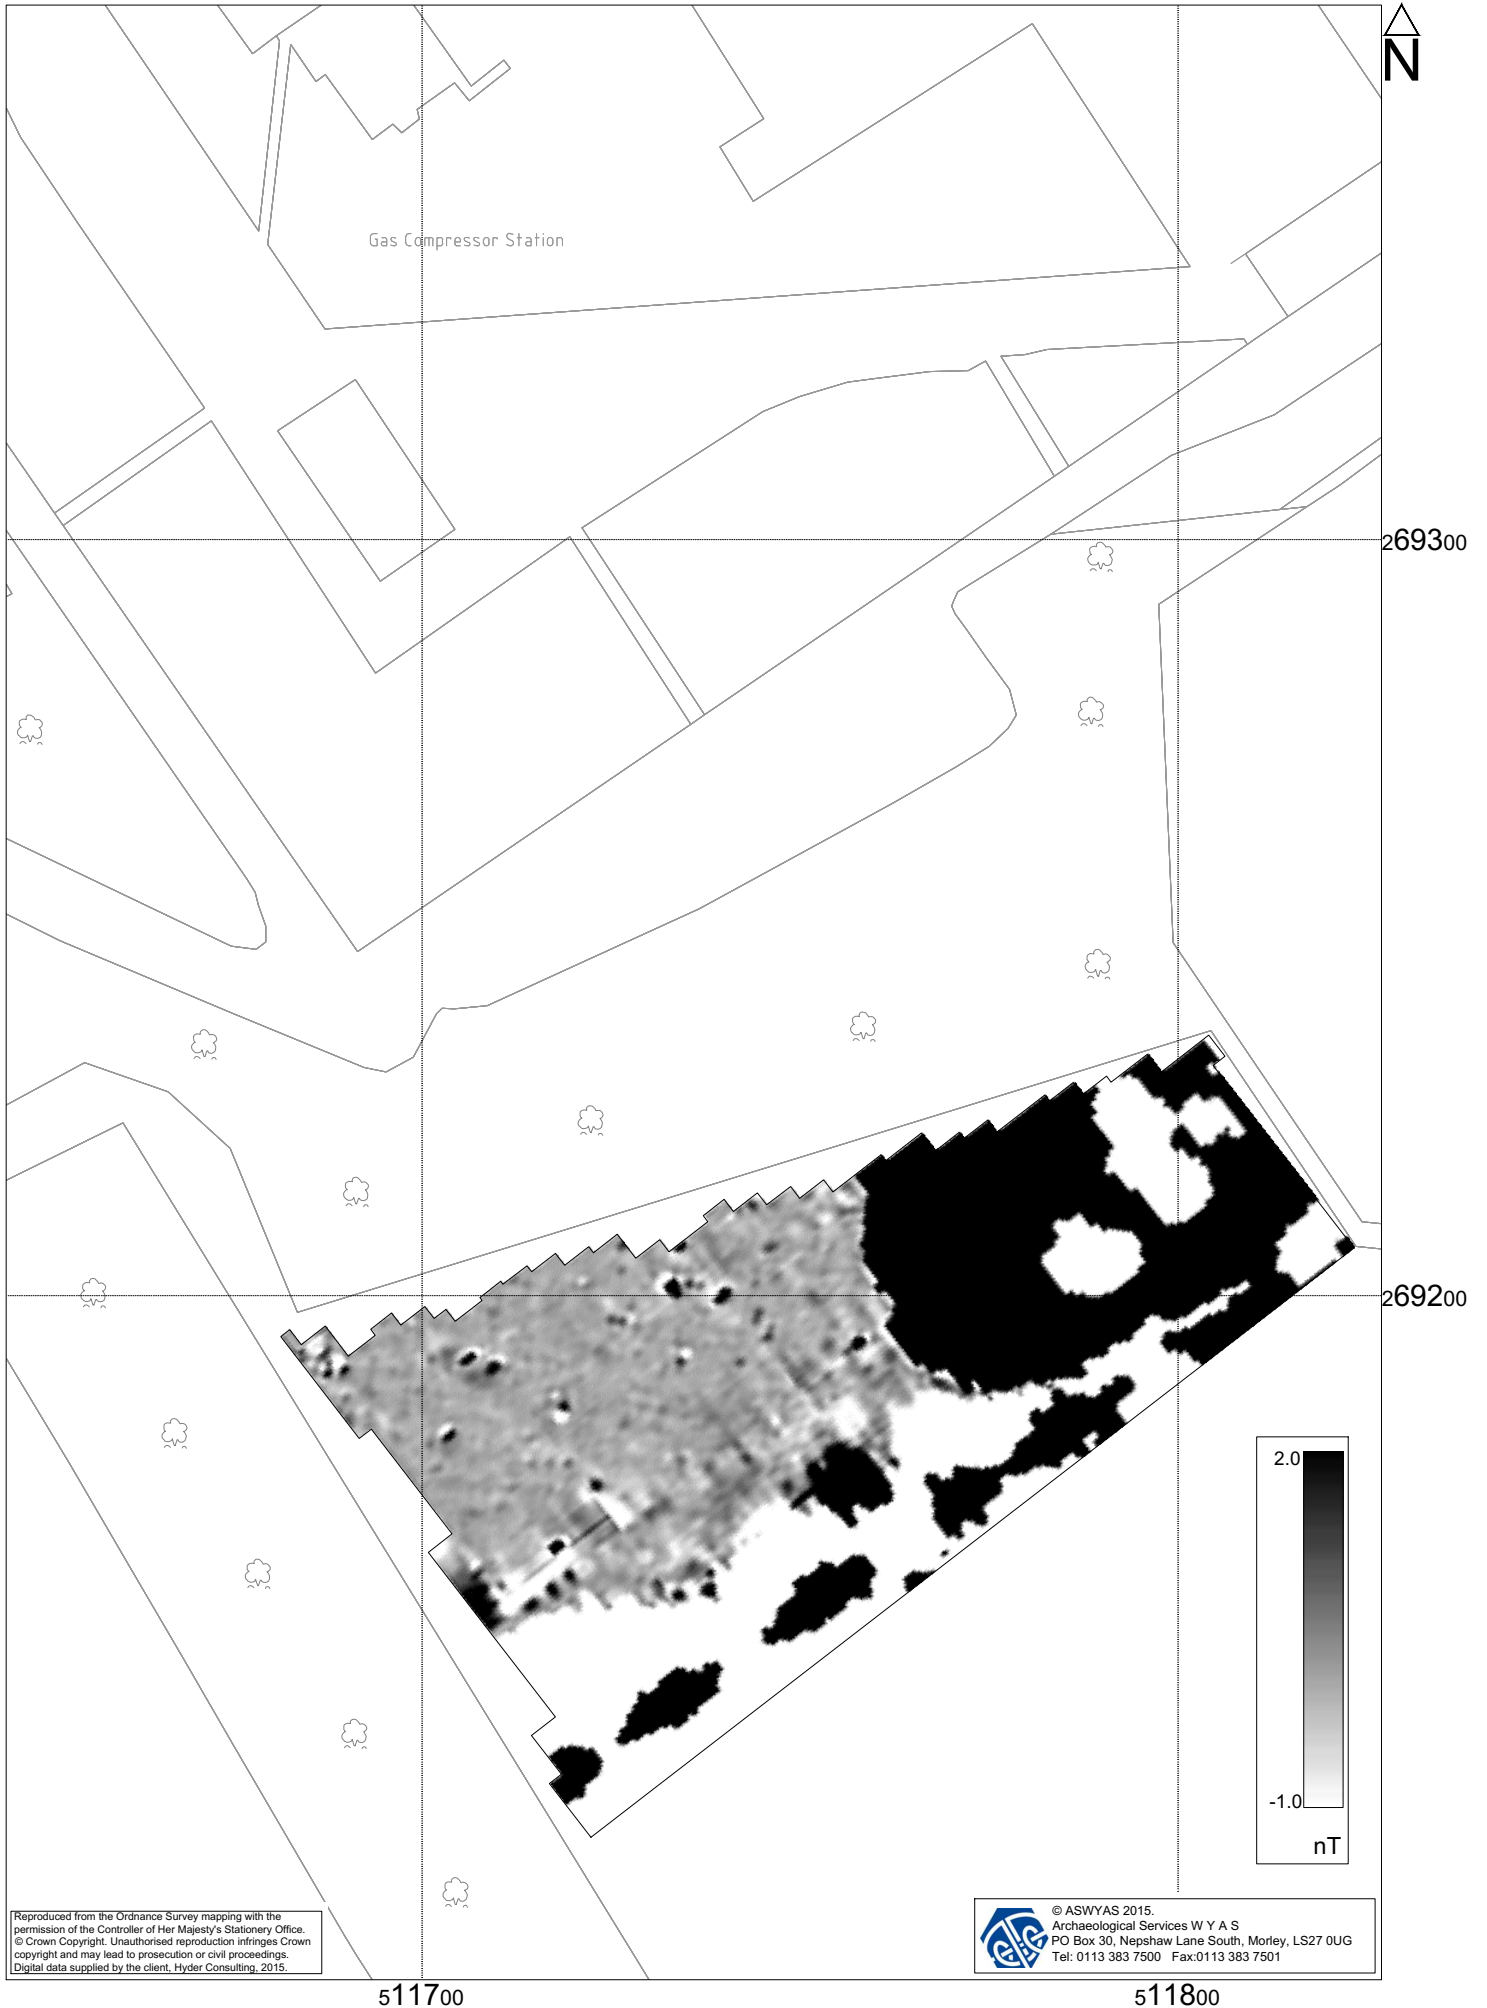 N
Gas Compressor Station
269300
269200
2.0
-1.0
nT
Reproduced from the Ordnance Survey mapping with the
permission of the Controller of Her Majesty's Stationery Office.
© Crown Copyright. Unauthorised reproduction infringes Crown
copyright and may lead to prosecution or civil proceedings.
Digital data supplied by the client, Hyder Consulting, 2015.
© ASWYAS 2015.
Archaeological Services W Y A S
PO Box 30, Nepshaw Lane South, Morley, LS27 0UG
Tel: 0113 383 7500 Fax:0113 383 7501
511700
511800